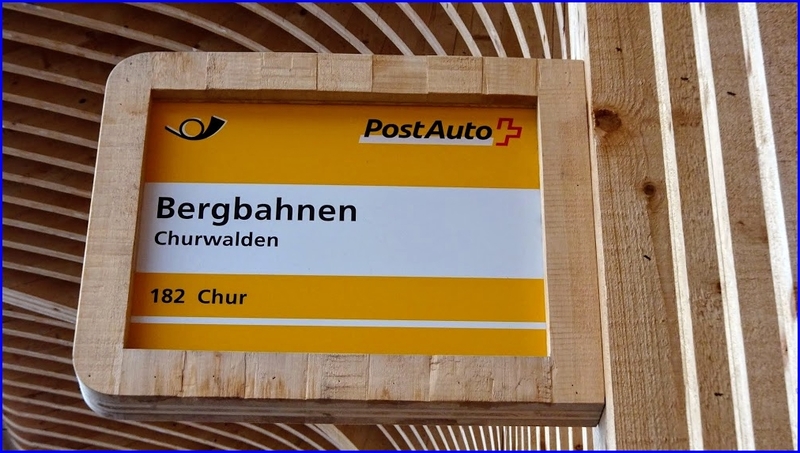 PostAuto
Bergbahnen
Churwalden
182 Chur